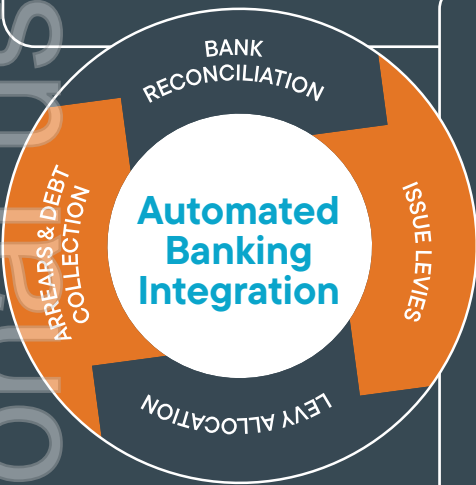 BANK
RECONCILIATION
ISSUE LEVIES
LEVY ALLOCATION
ARREARS & DEBT
COLLECTION
Automated
Banking
Integration